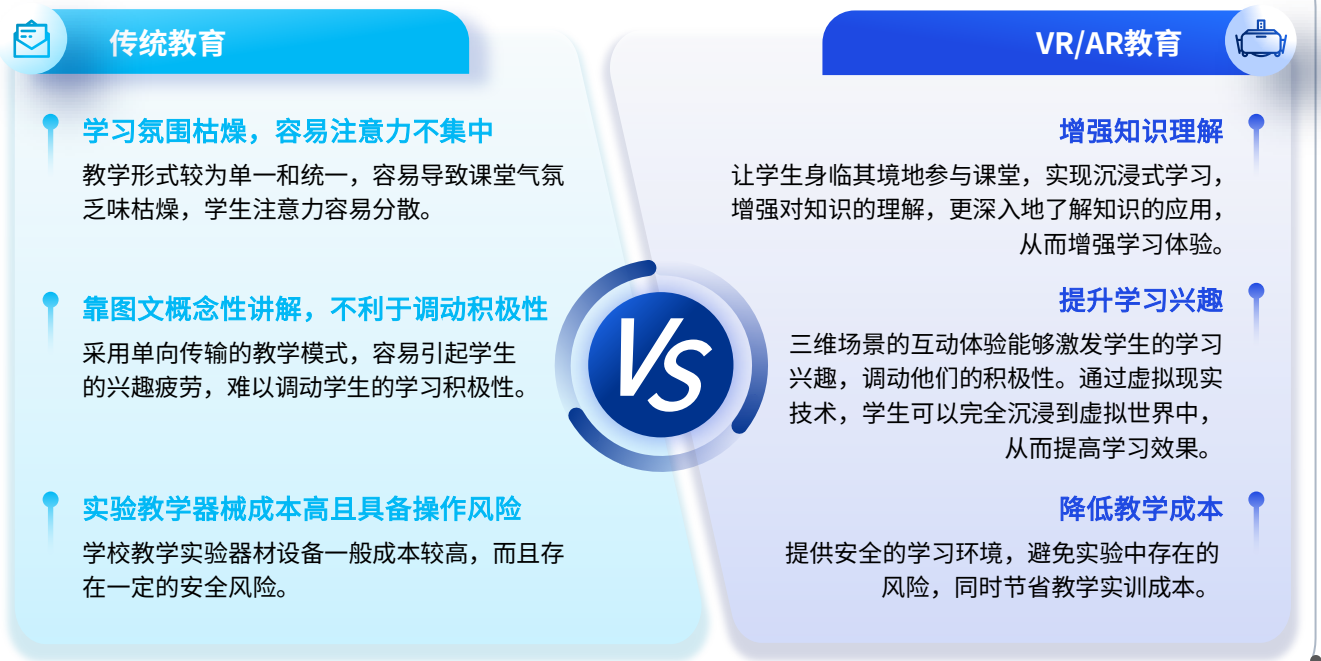 传统教育
学习氛围枯燥，容易注意力不集中
教学形式较为单一和统一，容易导致课堂气氛
乏味枯燥，学生注意力容易分散。
靠图文概念性讲解，不利于调动积极性
采用单向传输的教学模式，容易引起学生
的兴趣疲劳，难以调动学生的学习积极性。
实验教学器械成本高且具备操作风险
学校教学实验器材设备一般成本较高，而且存
在一定的安全风险。
VS
VR/AR教育
增强知识理解
让学生身临其境地参与课堂，实现沉浸式学习，
增强对知识的理解，更深入地了解知识的应用，
从而增强学习体验。
提升学习兴趣
三维场景的互动体验能够激发学生的学习
兴趣，调动他们的积极性。通过虚拟现实
技术，学生可以完全沉浸到虚拟世界中，
从而提高学习效果。
降低教学成本
提供安全的学习环境，避免实验中存在的
风险，同时节省教学实训成本。